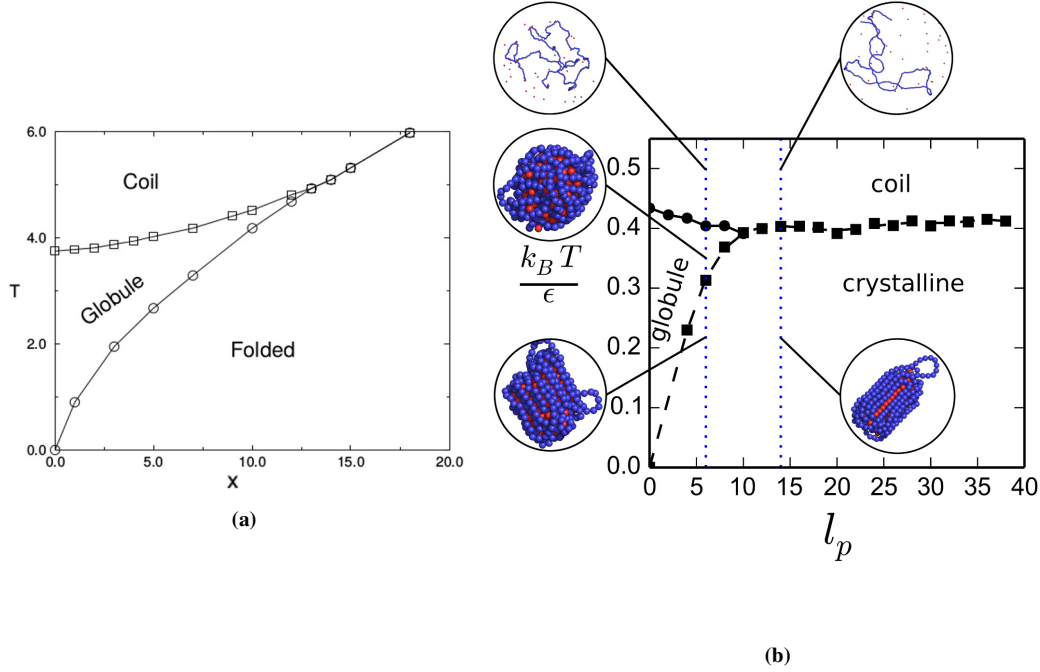 6.0
4.0
T
2.0
0.0
Coil
Globule
Folded
0.0 5.0 10.0 15.0 20.0
x
(a)
0.5
0.4
k_B T
ϵ
0.3
0.2
0.1
0.0
coil
globule
crystalline
0 5 10 15 20 25 30 35 40
l_p
(b)